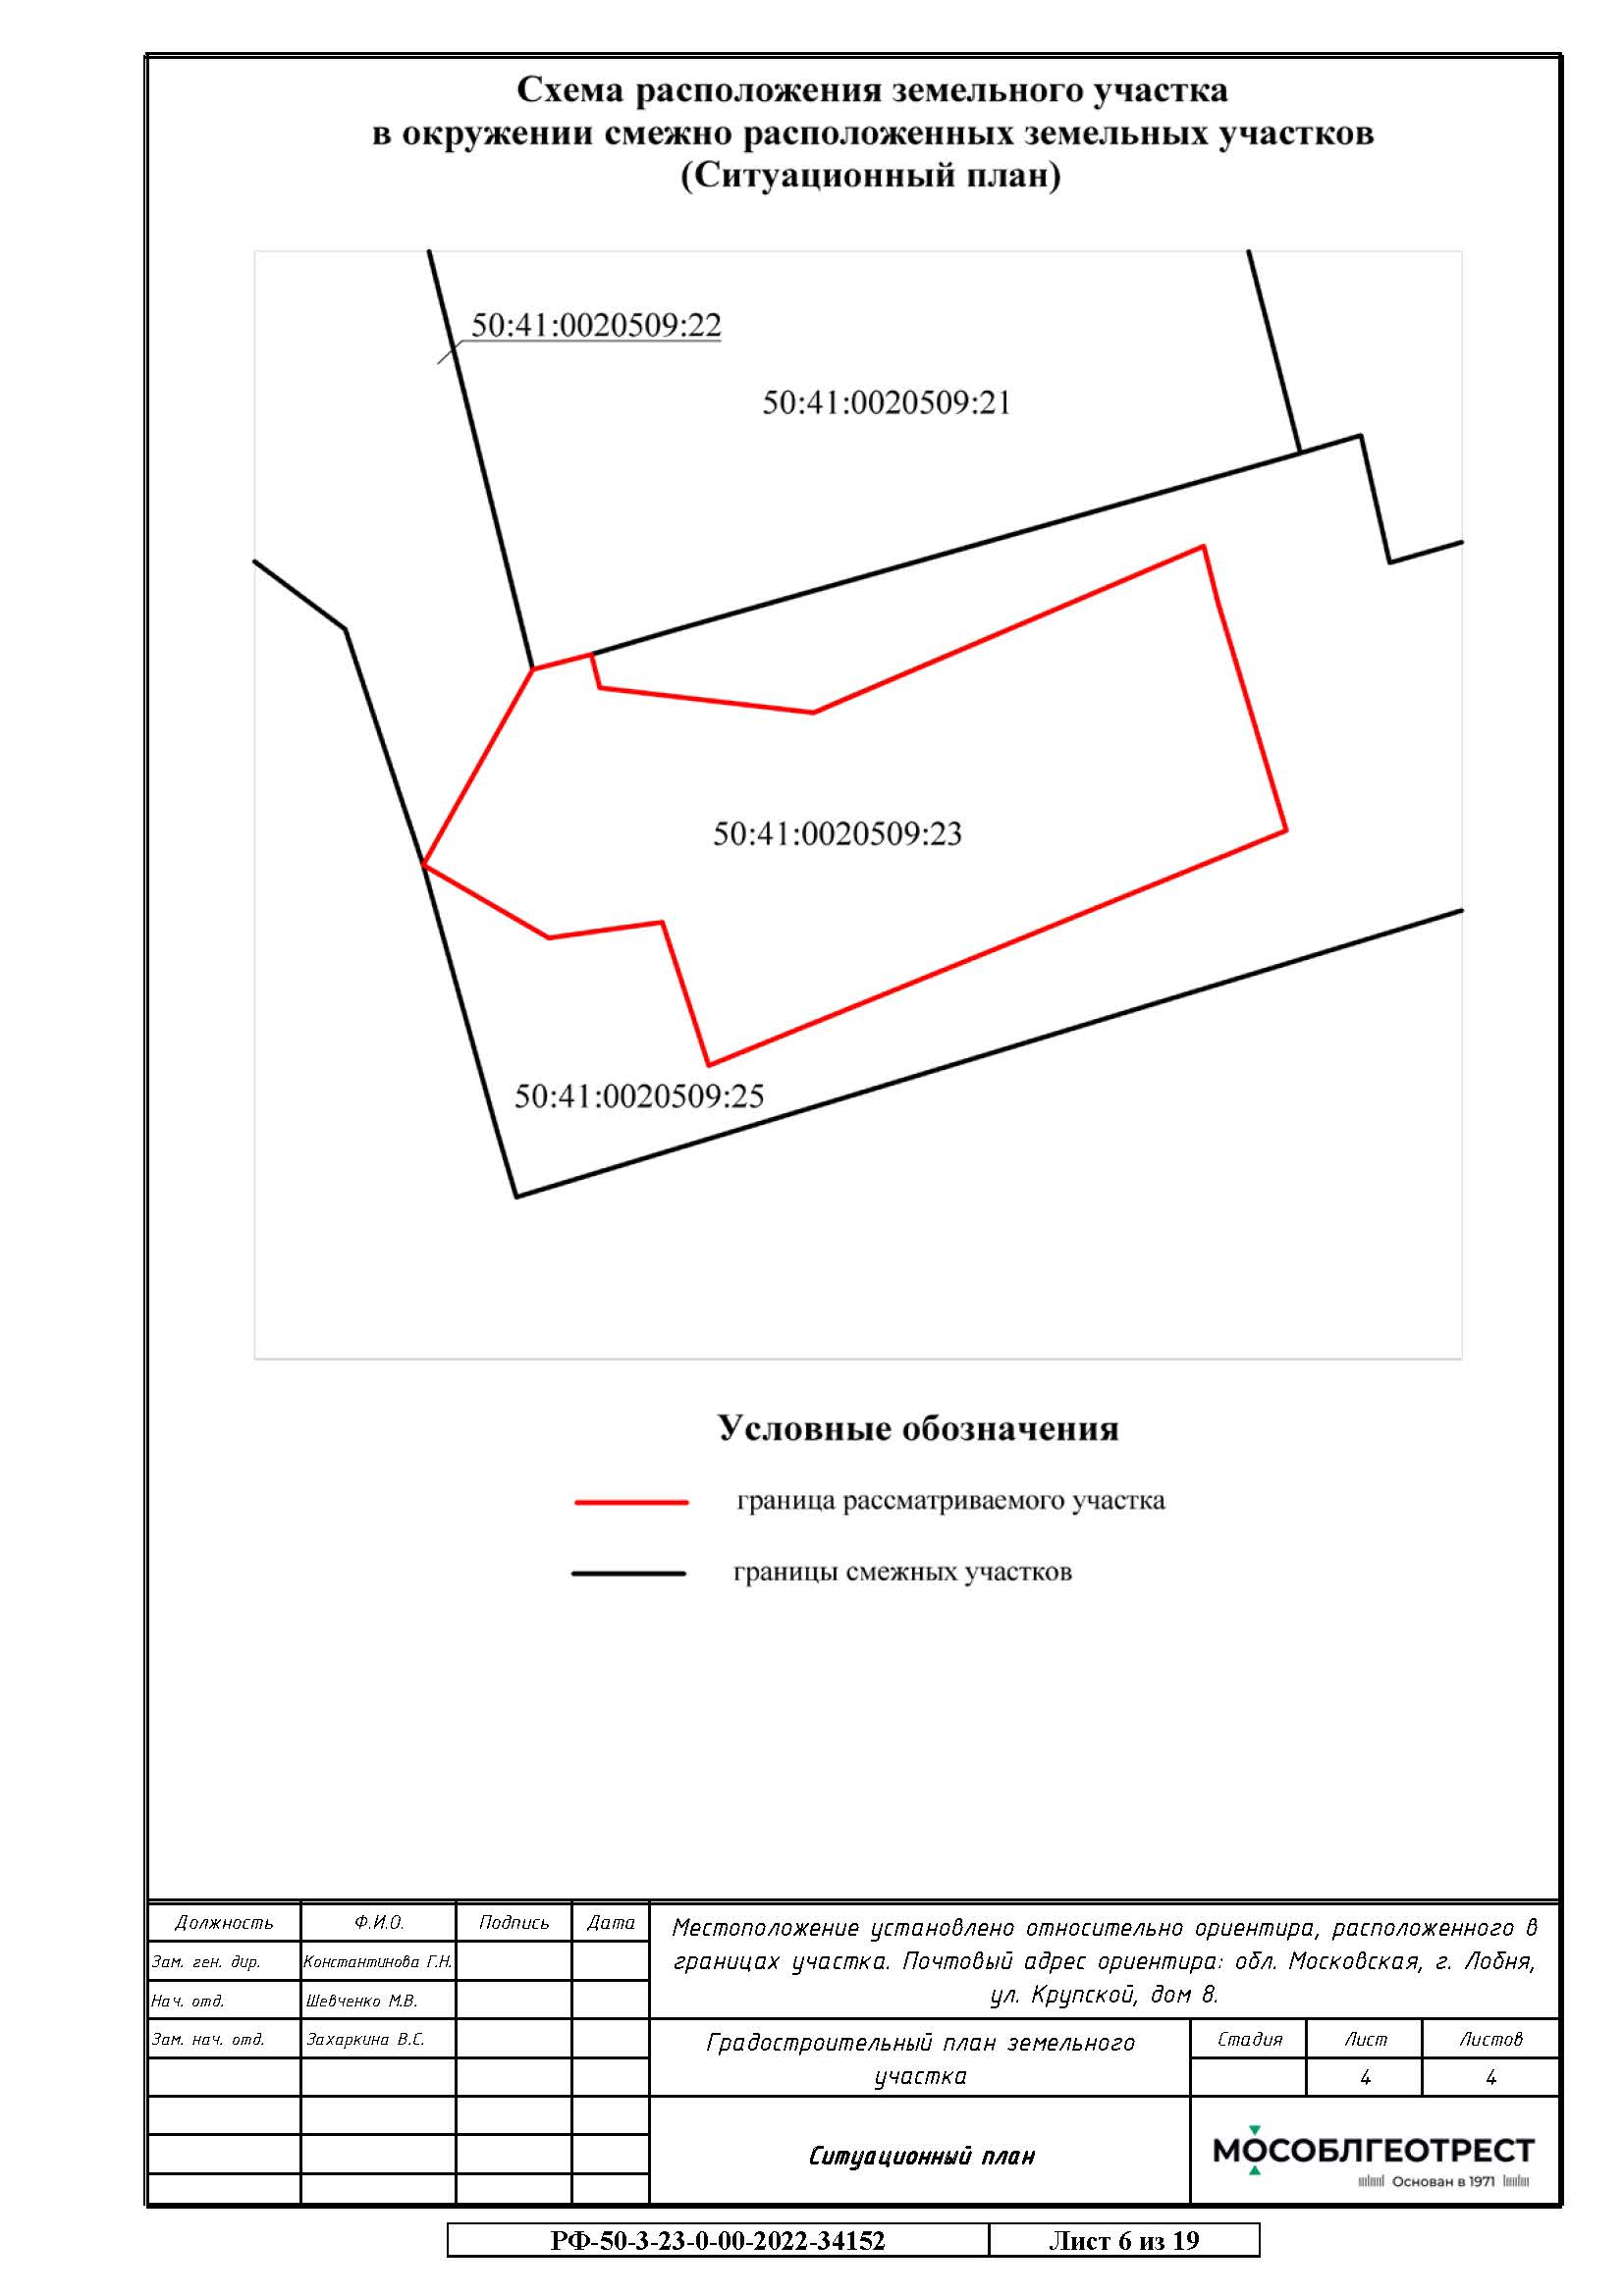 Схема расположения земельного участка
в окружении смежно расположенных земельных участков
(Ситуационный план)
50:41:0020509:22
50:41:0020509:21
50:41:0020509:23
50:41:0020509:25
Условные обозначения
граница рассматриваемого участка
границы смежных участков
Должность Ф.И.О. Подпись Дата
Зам. ген. дир. Константинова Г.Н.
Нач. отд. Шевченко М.В.
Зам. нач. отд. Захаркина В.С.
Местоположение установлено относительно ориентира, расположенного в
границах участка. Почтовый адрес ориентира: обл. Московская, г. Лобня,
ул. Крупской, дом 8.
Градостроительный план земельного
участка
Стадия Лист Листов
4 4
Ситуационный план
МОСОБЛГЕОТРЕСТ
Основан в 1971
РФ-50-3-23-0-00-2022-34152 Лист 6 из 19